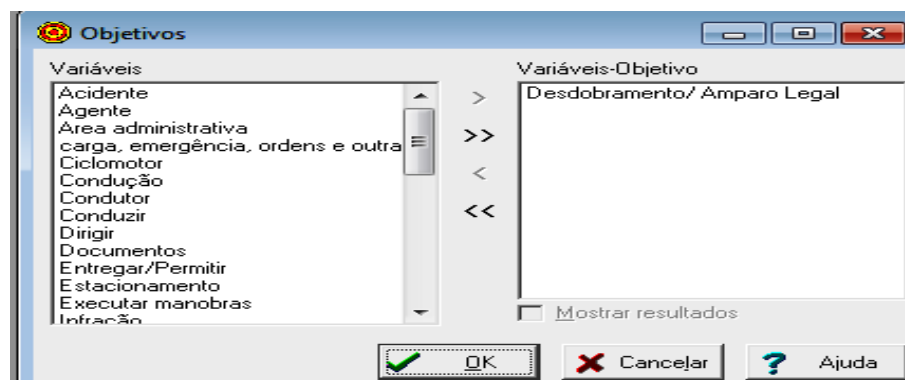 Objetivos
Variáveis
Acidente
Agente
Area administrativa
carga, emergência, ordens e outra
Ciclomotor
Condução
Condutor
Conduzir
Dirigir
Documentos
Entregar/Permitir
Estacionamento
Executar manobras
Infração
>
>>
<
<<
Variáveis-Objetivo
Desdobramento/ Amparo Legal
Mostrar resultados
OK
Cancelar
Ajuda